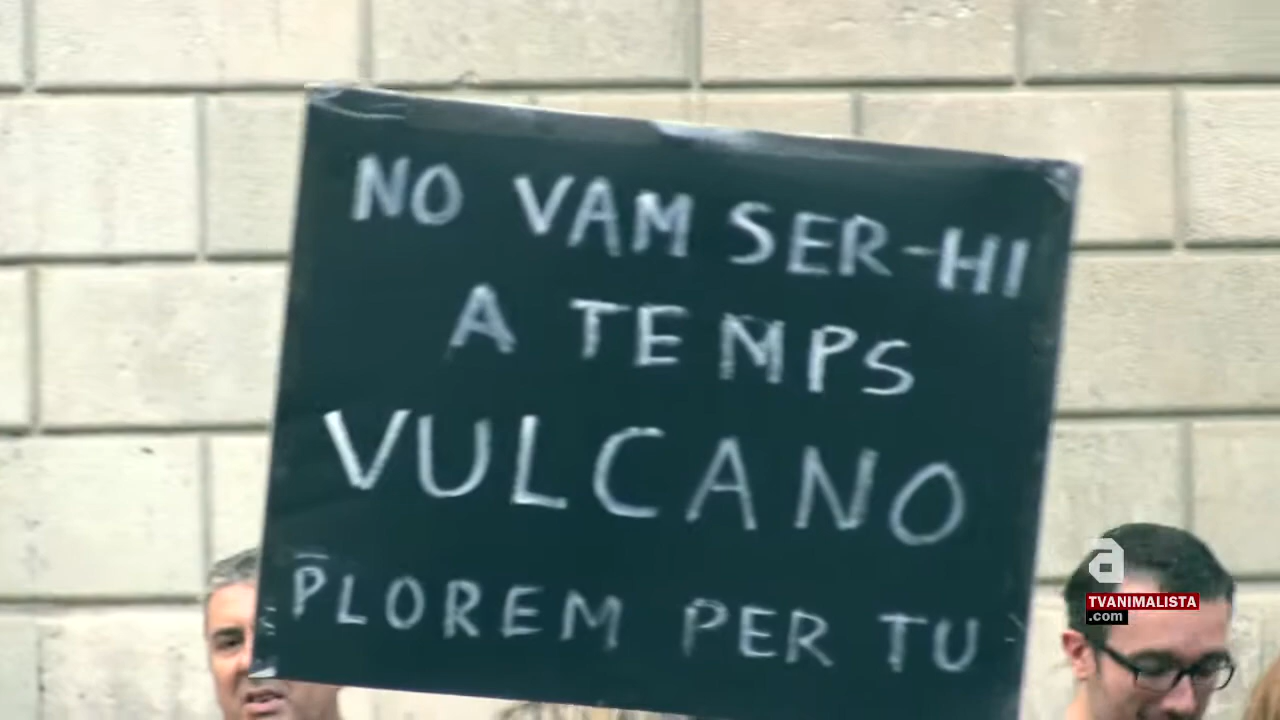 NO VAM SER-HI
A TEMPS
VULCANO
PLOREM PER TU
a
TVANIMALISTA
.com